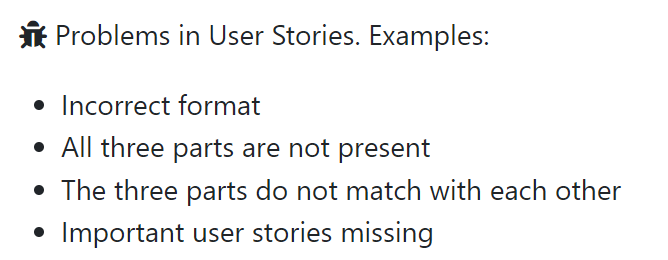 Problems in User Stories. Examples:
Incorrect format
All three parts are not present
The three parts do not match with each other
Important user stories missing